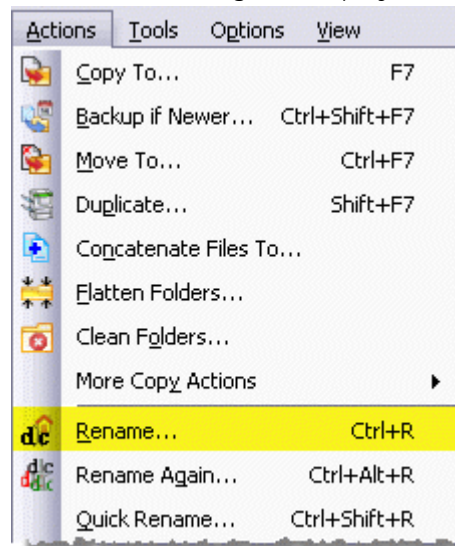 Actions Tools Options View
Copy To... F7
Backup if Newer... Ctrl+Shift+F7
Move To... Ctrl+F7
Duplicate... Shift+F7
Concatenate Files To...
Flatten Folders...
Clean Folders...
More Copy Actions
Rename... Ctrl+R
Rename Again... Ctrl+Alt+R
Quick Rename... Ctrl+Shift+R